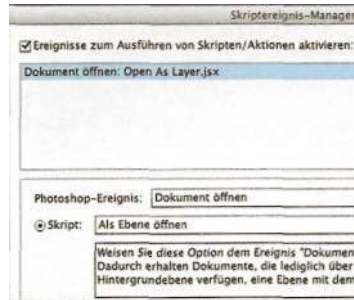 Skriptereignis-Manager
Ereignisse zum Ausführen von Skripten/Aktionen aktivieren:
Dokument öffnen: Open As Layer.jsx
Photoshop-Ereignis: Dokument öffnen
Skript: Als Ebene öffnen
Weisen Sie diese Option dem Ereignis "Dokumen
Dadurch erhalten Dokumente, die lediglich über
Hintergrundebene verfügen, eine Ebene mit dem